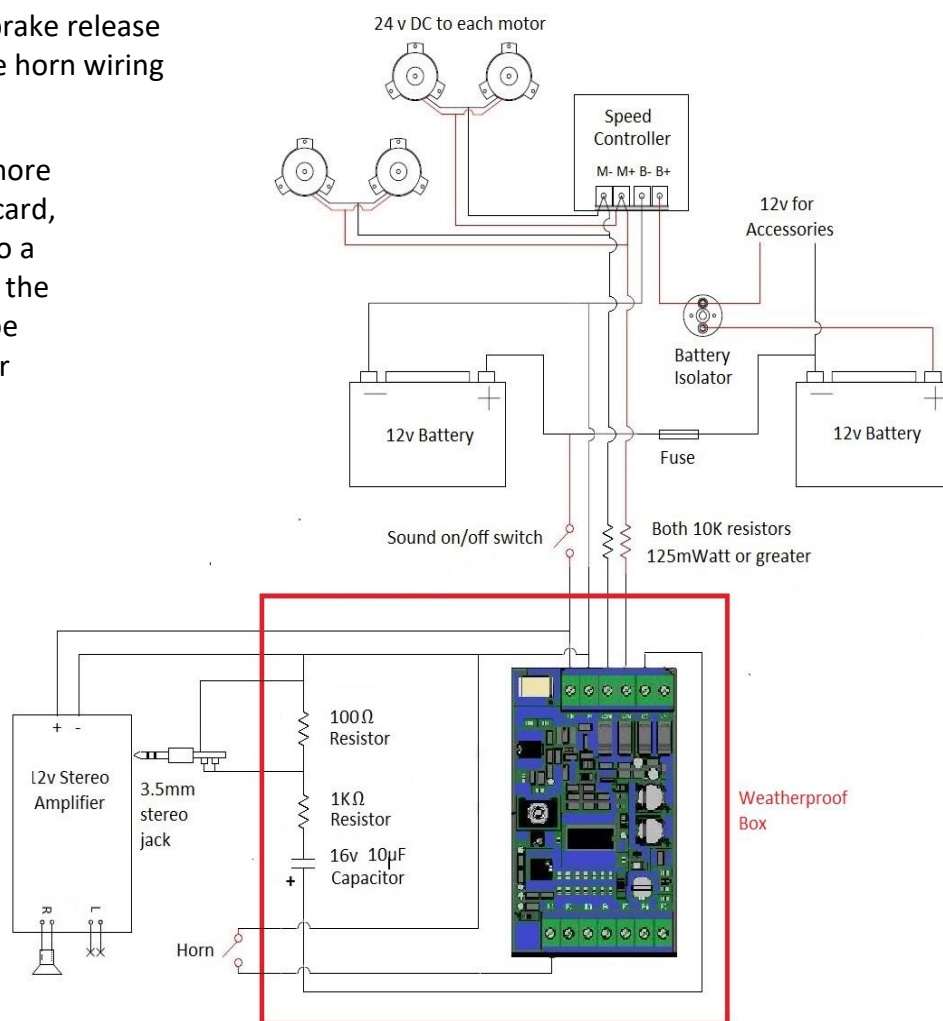 brake release
e horn wiring
more
card,
o a
the
be
r
24 v DC to each motor
Speed
Controller
M- M+ B- B+
12v for
Accessories
Battery
Isolator
12v Battery
12v Battery
Fuse
Sound on/off switch
Both 10K resistors
125mWatt or greater
100Ω
Resistor
1KΩ
Resistor
16v 10µF
Capacitor
+
+ -
12v Stereo
Amplifier
3.5mm
stereo
jack
R L
Horn
Weatherproof
Box